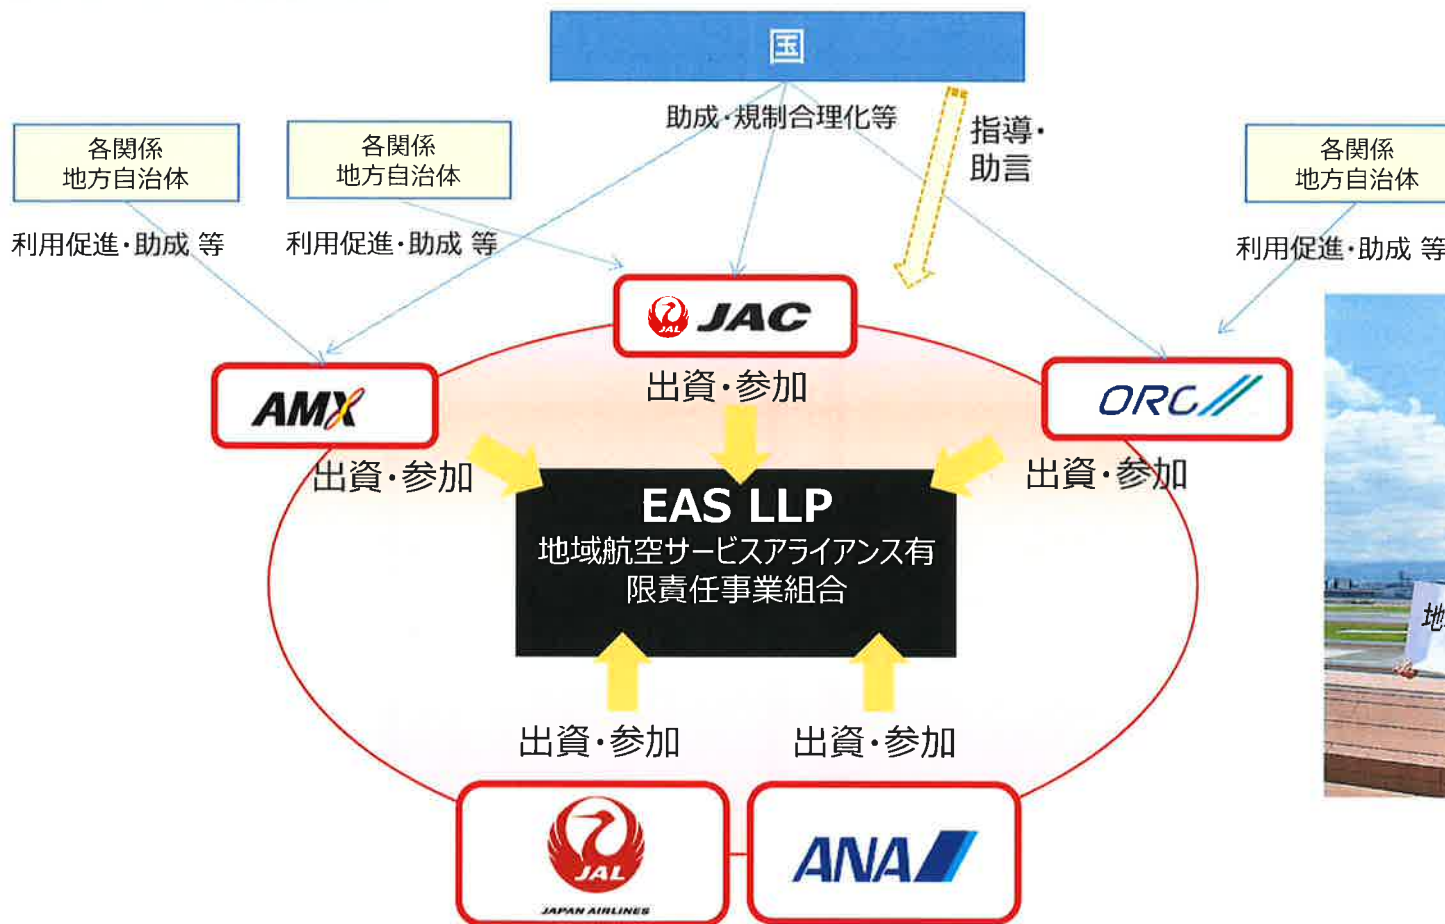 国
助成・規制合理化等
指導・
助言
各関係
地方自治体
各関係
地方自治体
各関係
地方自治体
利用促進・助成 等
利用促進・助成 等
利用促進・助成 等
JAL JAC
AMX
ORC
出資・参加
出資・参加
出資・参加
EAS LLP
地域航空サービスアライアンス有
限責任事業組合
地
出資・参加
出資・参加
JAL
JAPAN AIRLINES
ANA